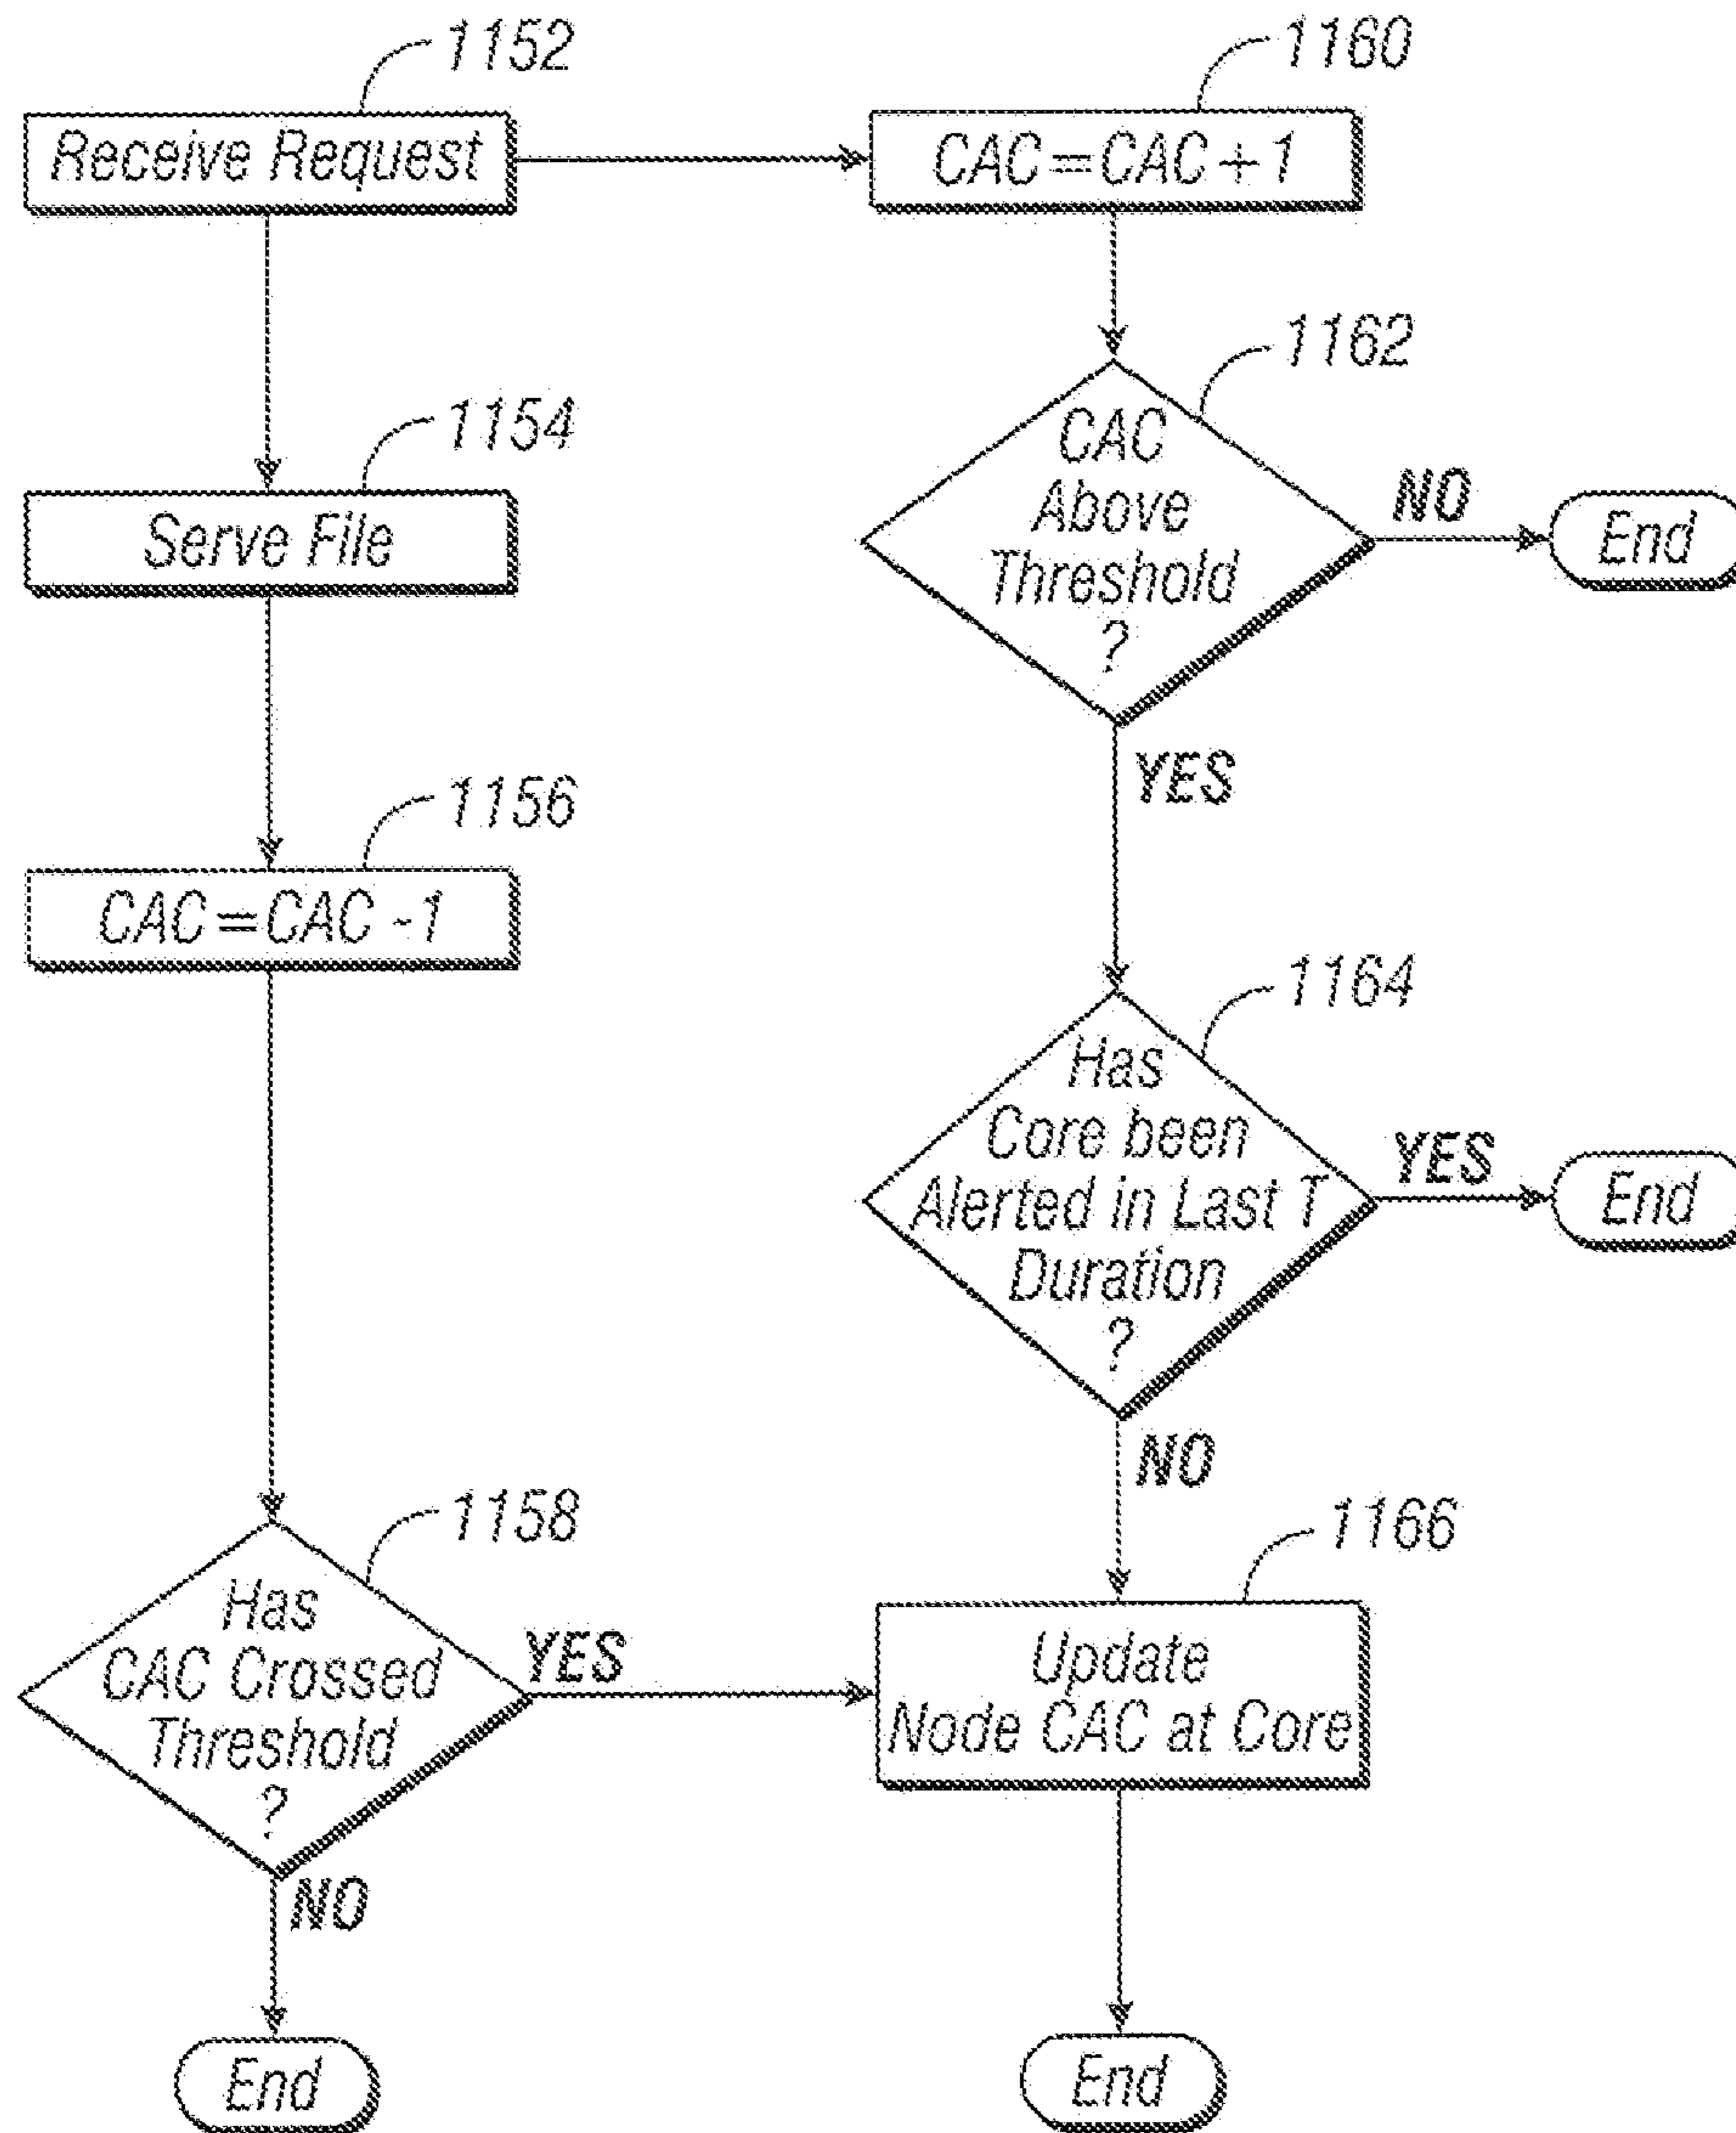 1152
Receive Request
1160
CAC=CAC+1
1154
Serve File
1162
CAC
Above
Threshold
?
NO
End
YES
1156
CAC=CAC -1
1164
Has
Core been
Alerted in Last T
Duration
?
YES
End
NO
1158
Has
CAC Crossed
Threshold
?
YES
1166
Update
Node CAC at Core
NO
End
End